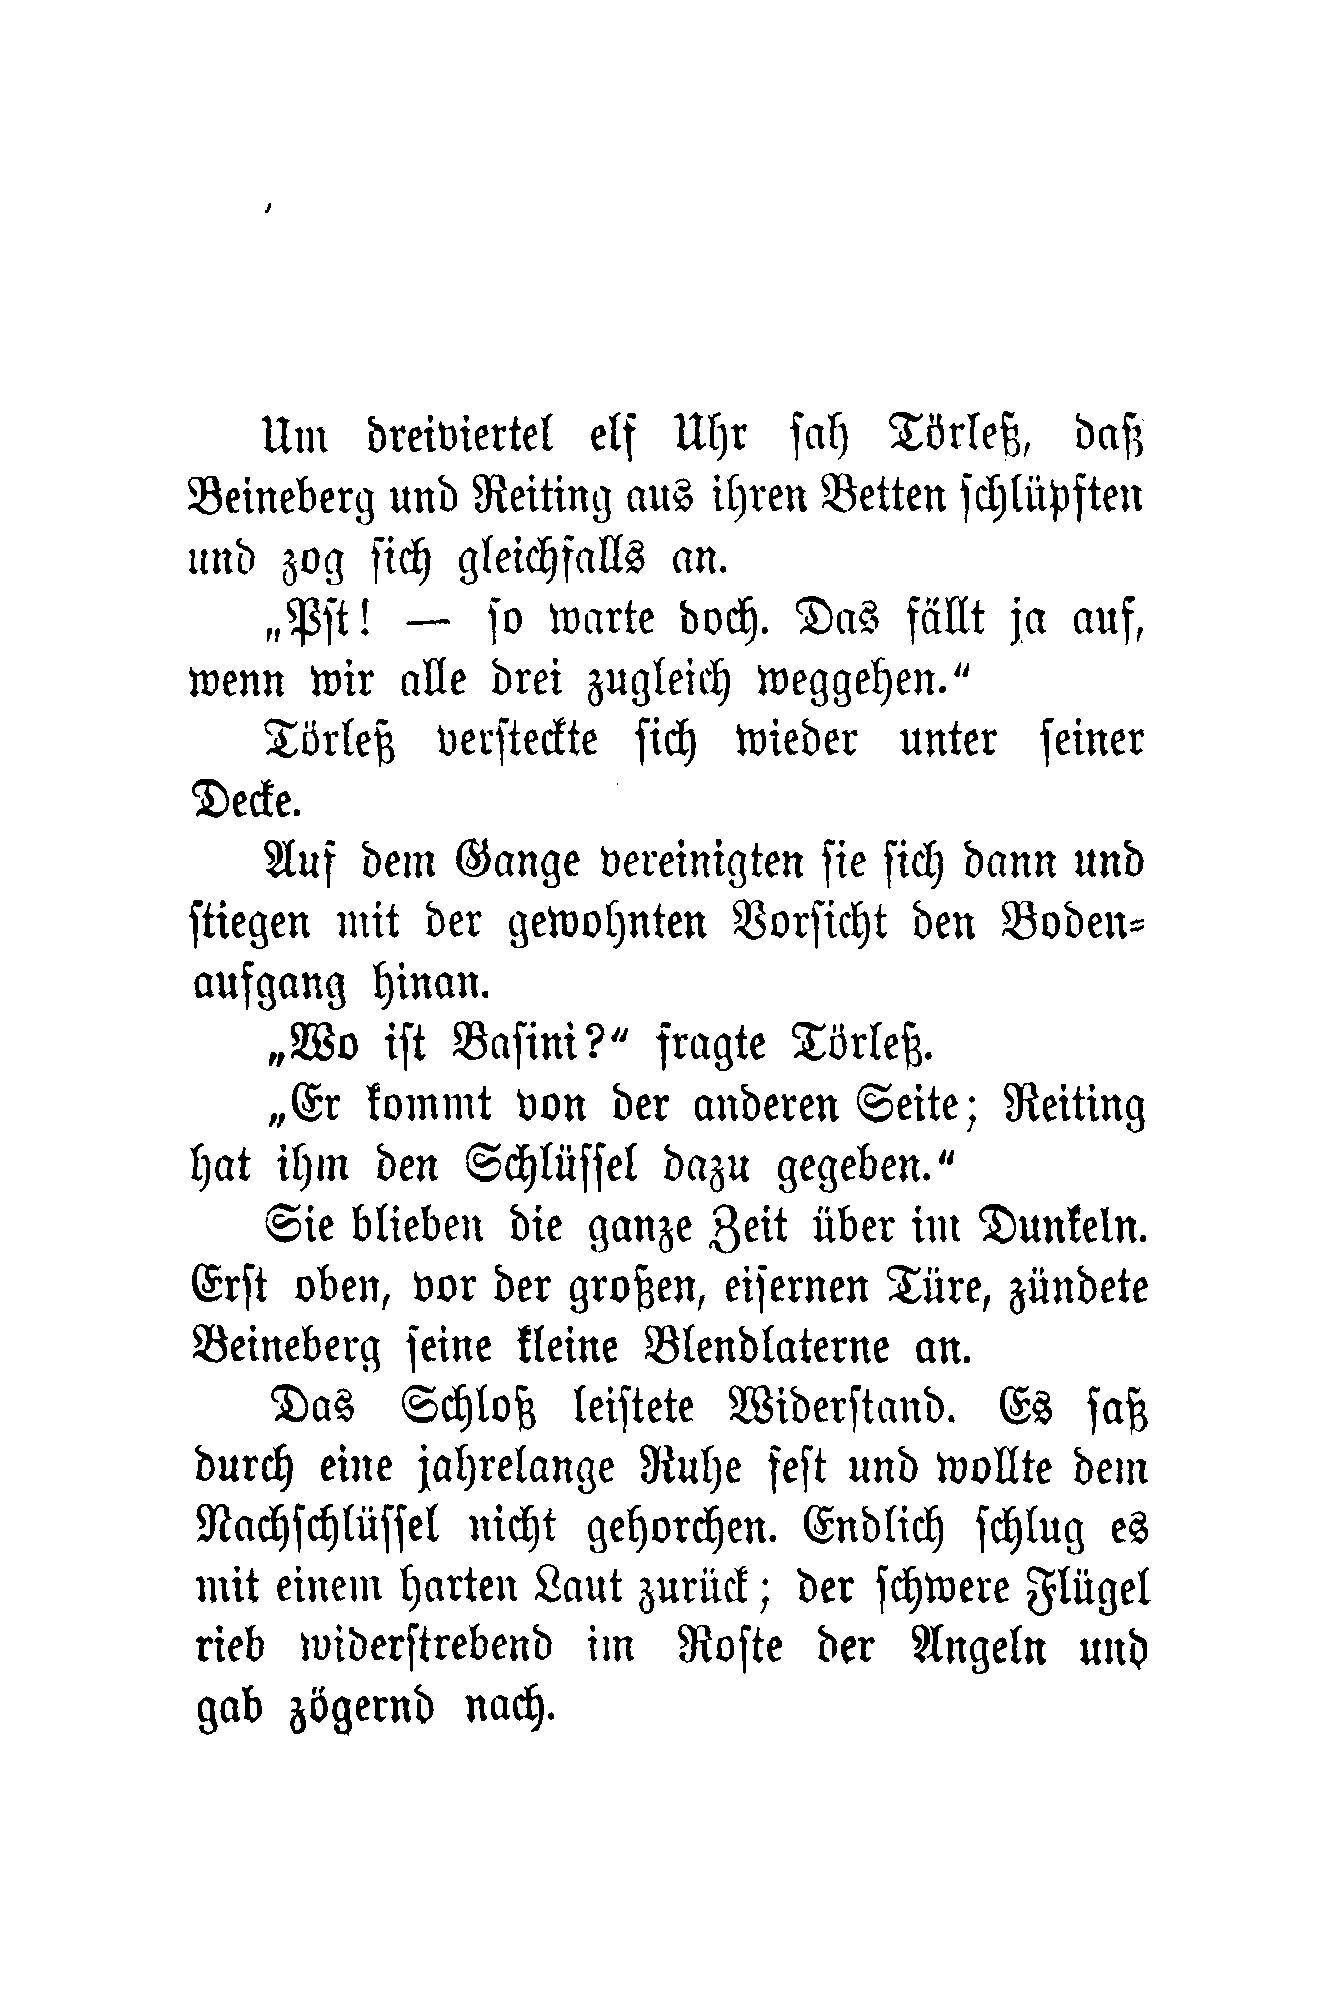 Um dreiviertel elf Uhr ſah Törleß, daß
Beineberg und Reiting aus ihren Betten ſchlüpften
und zog ſich gleichfalls an.
„Pſt! — ſo warte doch. Das fällt ja auf,
wenn wir alle drei zugleich weggehen.“
Törleß verſteckte ſich wieder unter ſeiner
Decke.
Auf dem Gange vereinigten ſie ſich dann und
ſtiegen mit der gewohnten Vorſicht den Boden⸗
aufgang hinan.
„Wo iſt Baſini?“ fragte Törleß.
„Er kommt von der anderen Seite; Reiting
hat ihm den Schlüſſel dazu gegeben.“
Sie blieben die ganze Zeit über im Dunkeln.
Erſt oben, vor der großen, eiſernen Türe, zündete
Beineberg ſeine kleine Blendlaterne an.
Das Schloß leiſtete Widerſtand. Es ſaß
durch eine jahrelange Ruhe feſt und wollte dem
Nachſchlüſſel nicht gehorchen. Endlich ſchlug es
mit einem harten Laut zurück; der ſchwere Flügel
rieb widerſtrebend im Roſte der Angeln und
gab zögernd nach.